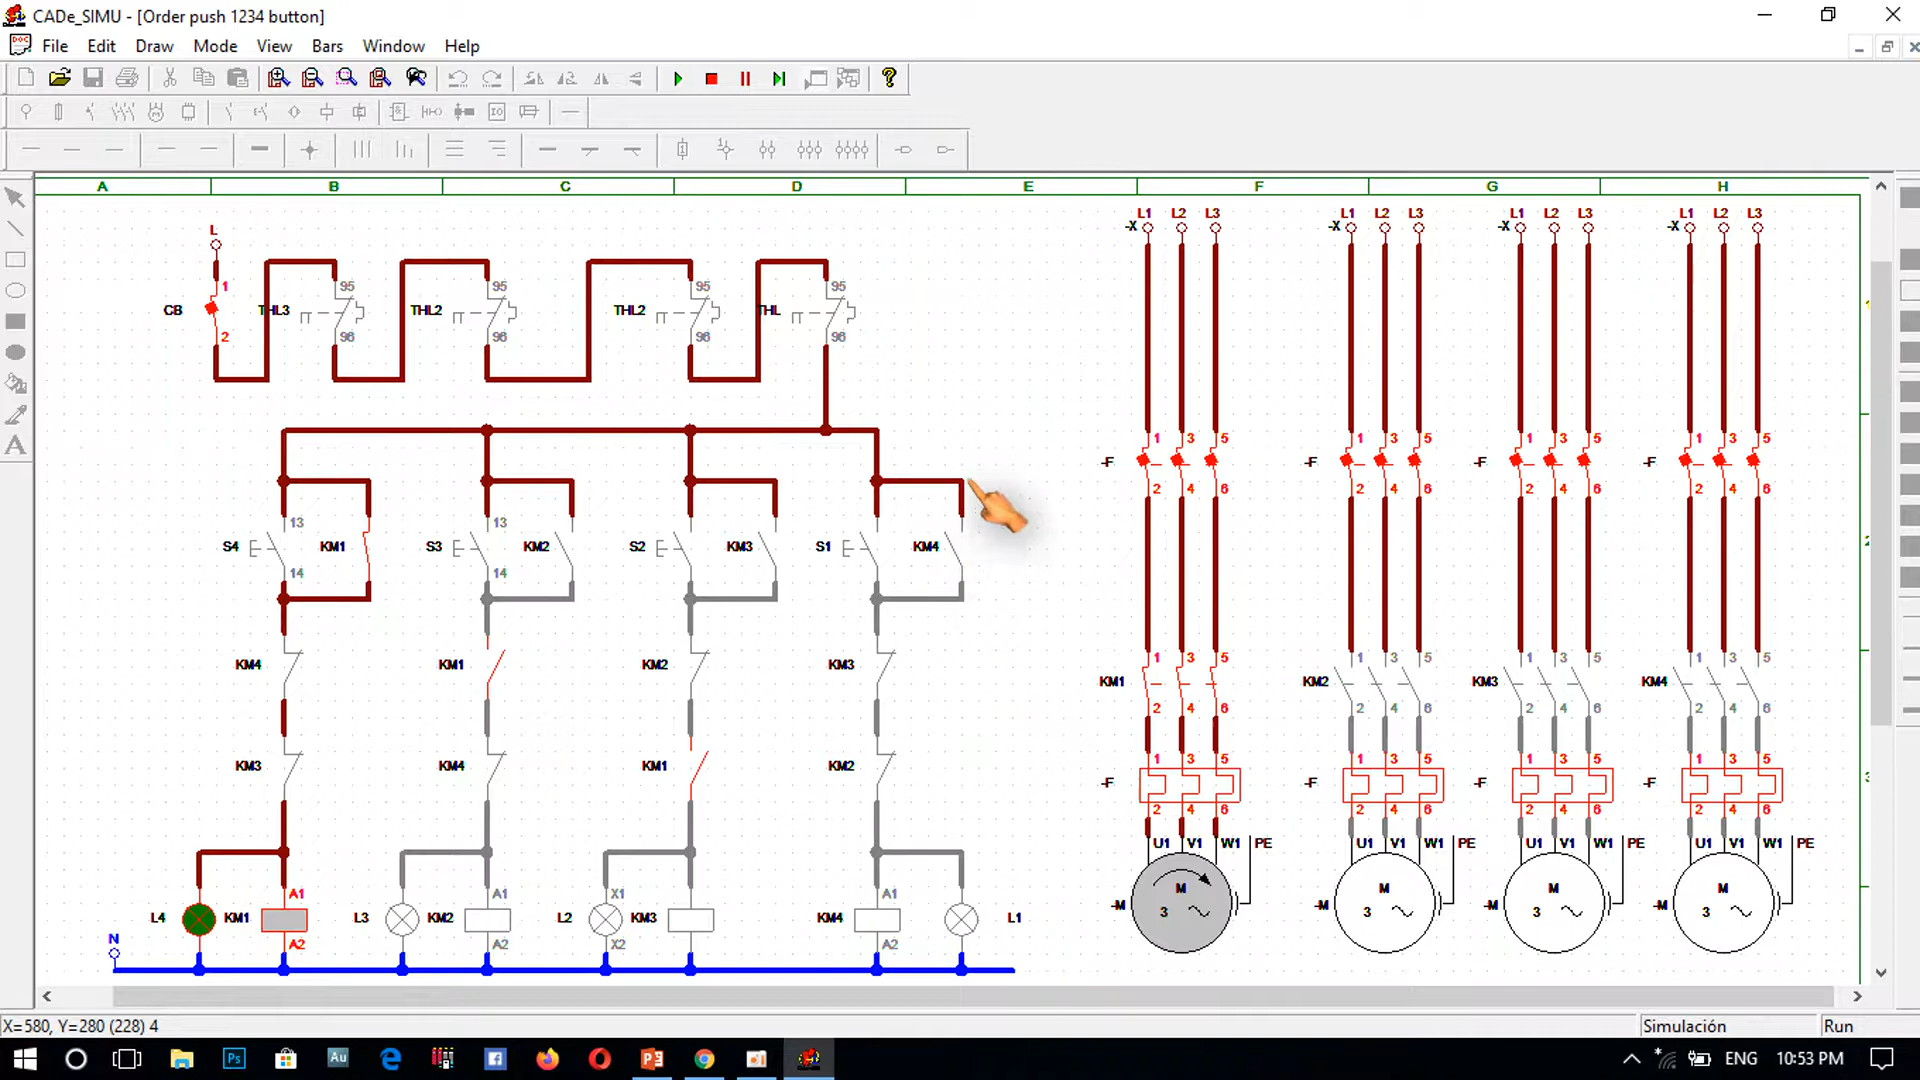 CADe_SIMU - [Order push 1234 button]
File Edit Draw Mode View Bars Window Help
A B C D E F G H
L
L1 L2 L3 L1 L2 L3 L1 L2 L3 L1 L2 L3
-X -X -X -X
1 95 95 95 95
CB THL3 THL2 THL2 THL
2 96 96 96 96
1 3 5 1 3 5 1 3 5 1 3 5
-F -F -F -F
2 4 6 2 4 6 2 4 6 2 4 6
13 13
S4 KM1 S3 KM2 S2 KM3 S1 KM4
14 14
KM4 KM1 KM2 KM3
1 3 5 1 3 5 1 3 5 1 3 5
KM1 KM2 KM3 KM4
2 4 6 2 4 6 2 4 6 2 4 6
KM3 KM4 KM1 KM2
1 3 5 1 3 5 1 3 5 1 3 5
-F -F -F -F
2 4 6 2 4 6 2 4 6 2 4 6
U1 V1 W1 PE U1 V1 W1 PE U1 V1 W1 PE U1 V1 W1 PE
A1 A1 X1 A1
L4 KM1 L3 KM2 L2 KM3 KM4 L1
A2 A2 X2 A2
M M M M
-M 3 -M 3 -M 3 -M 3
N
X=580, Y=280 (228) 4 Simulación Run
ENG 10:53 PM